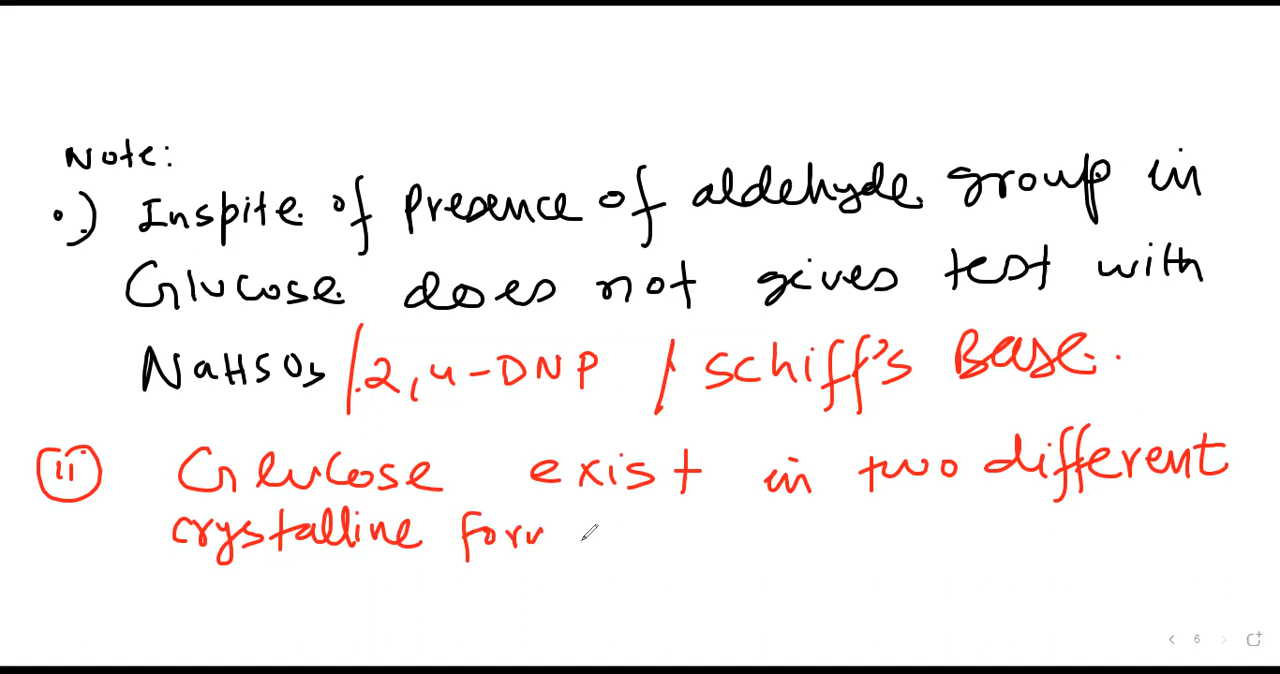 Note:
.) Inspite of presence of aldehyde group in
Glucose does not gives test with
NaHSO3 / 2,4-DNP / Schiff's Base.
(ii) Glucose exist in two different
crystalline form
6